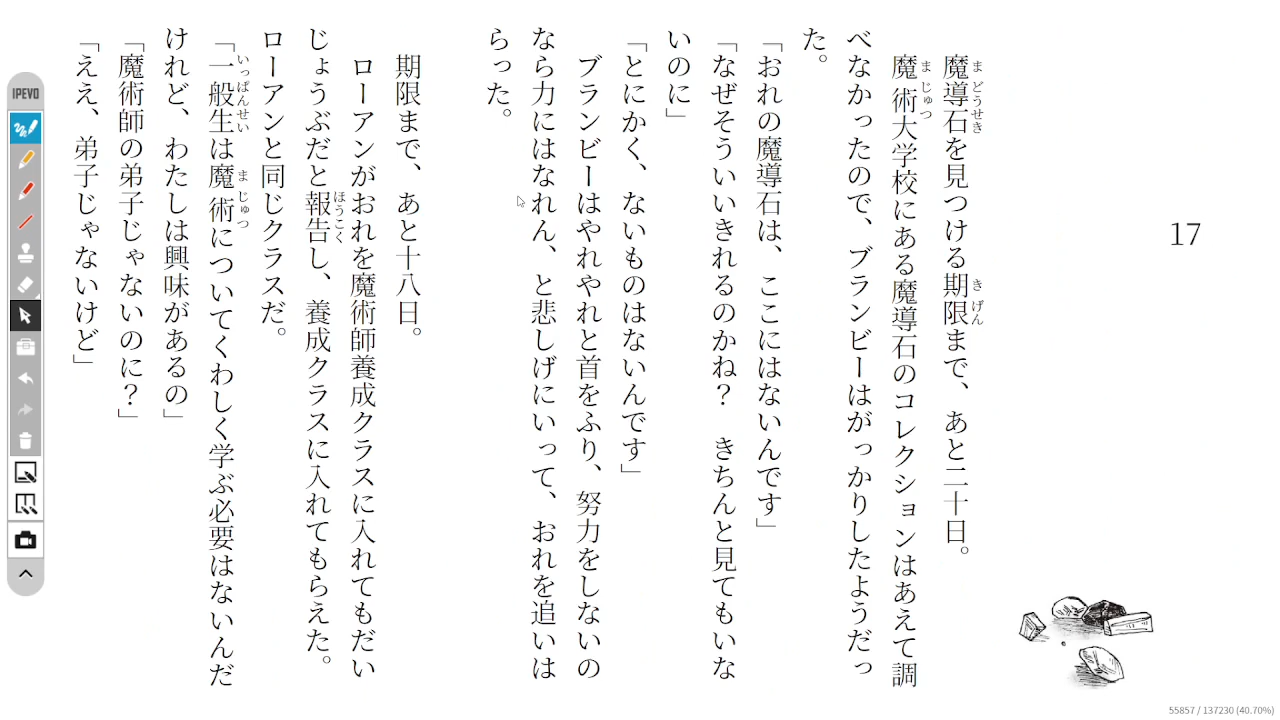 17
魔導石を見つける期限まで、あと二十日。
魔術大学校にある魔導石のコレクションはあえて調
べなかったので、ブランビーはがっかりしたようだっ
た。
「おれの魔導石は、ここにはないんです」
「なぜそういいきれるのかね？　きちんと見てもいな
いのに」
「とにかく、ないものはないんです」
ブランビーはやれやれと首をふり、努力をしないの
なら力にはなれん、と悲しげにいって、おれを追いは
らった。
期限まで、あと十八日。
ローアンがおれを魔術師養成クラスに入れてもだい
じょうぶだと報告し、養成クラスに入れてもらえた。
ローアンと同じクラスだ。
「一般生は魔術についてくわしく学ぶ必要はないんだ
けれど、わたしは興味があるの」
「魔術師の弟子じゃないのに？」
「ええ、弟子じゃないけど」
IPEVO
55857 / 137230 (40.70%)